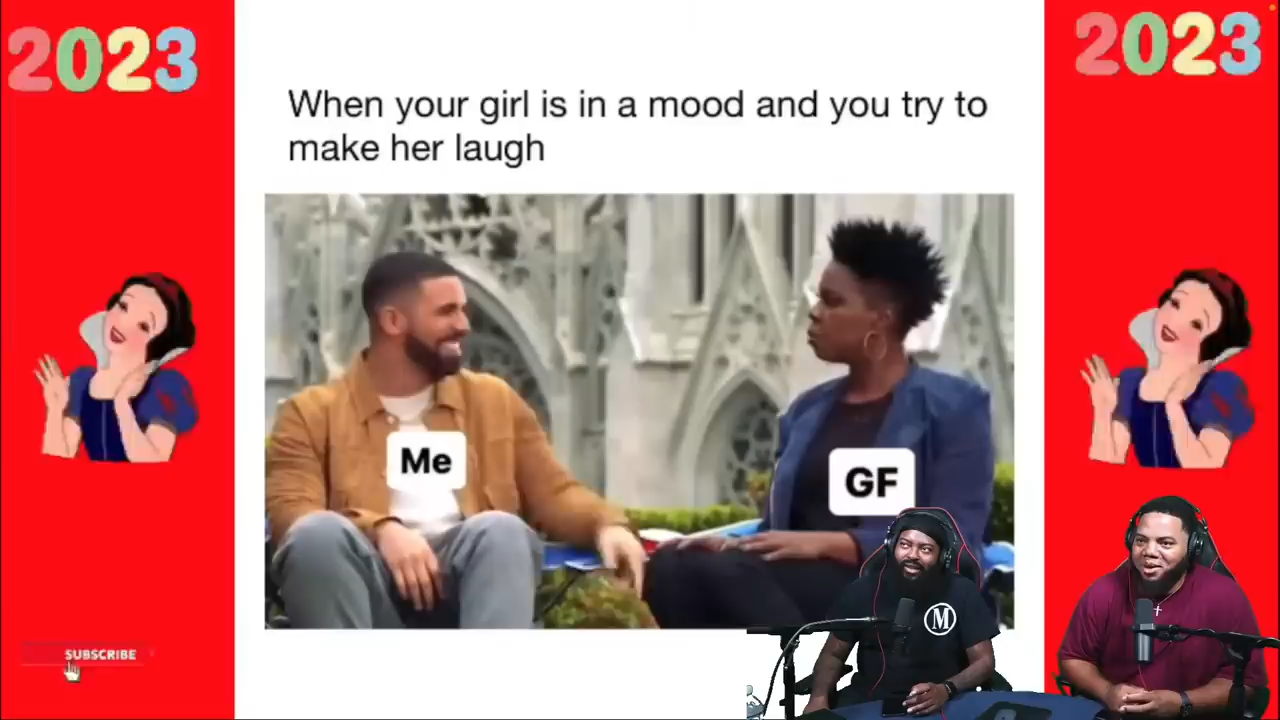 2023
2023
When your girl is in a mood and you try to
make her laugh
Me
GF
M
SUBSCRIBE